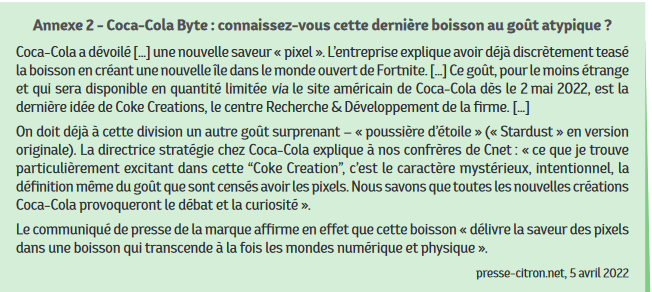 Annexe 2 - Coca-Cola Byte : connaissez-vous cette dernière boisson au goût atypique ?
Coca-Cola a dévoilé [...] une nouvelle saveur « pixel ». L'entreprise explique avoir déjà discrètement teasé
la boisson en créant une nouvelle île dans le monde ouvert de Fortnite. [...] Ce goût, pour le moins étrange
et qui sera disponible en quantité limitée via le site américain de Coca-Cola dès le 2 mai 2022, est la
dernière idée de Coke Creations, le centre Recherche & Développement de la firme. [...]
On doit déjà à cette division un autre goût surprenant – « poussière d'étoile » (« Stardust » en version
originale). La directrice stratégie chez Coca-Cola explique à nos confrères de Cnet : « ce que je trouve
particulièrement excitant dans cette “Coke Creation”, c'est le caractère mystérieux, intentionnel, la
définition même du goût que sont censés avoir les pixels. Nous savons que toutes les nouvelles créations
Coca-Cola provoqueront le débat et la curiosité ».
Le communiqué de presse de la marque affirme en effet que cette boisson « délivre la saveur des pixels
dans une boisson qui transcende à la fois les mondes numérique et physique ».
presse-citron.net, 5 avril 2022